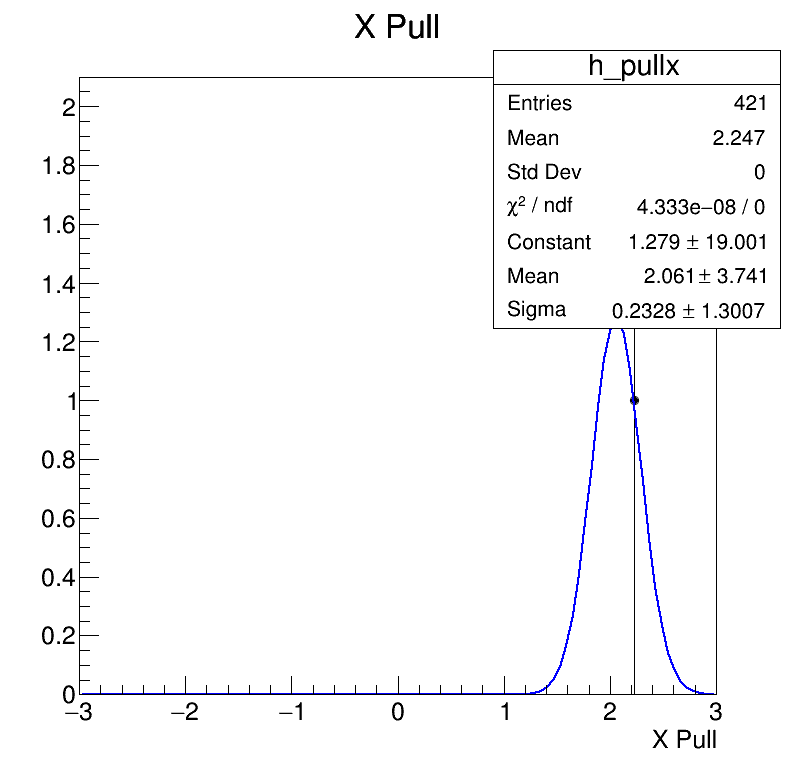 X Pull
h_pullx
Entries 421
Mean 2.247
Std Dev 0
χ² / ndf 4.333e−08 / 0
Constant 1.279 ± 19.001
Mean 2.061 ± 3.741
Sigma 0.2328 ± 1.3007
2
1.8
1.6
1.4
1.2
1
0.8
0.6
0.4
0.2
0
−3 −2 −1 0 1 2 3
X Pull